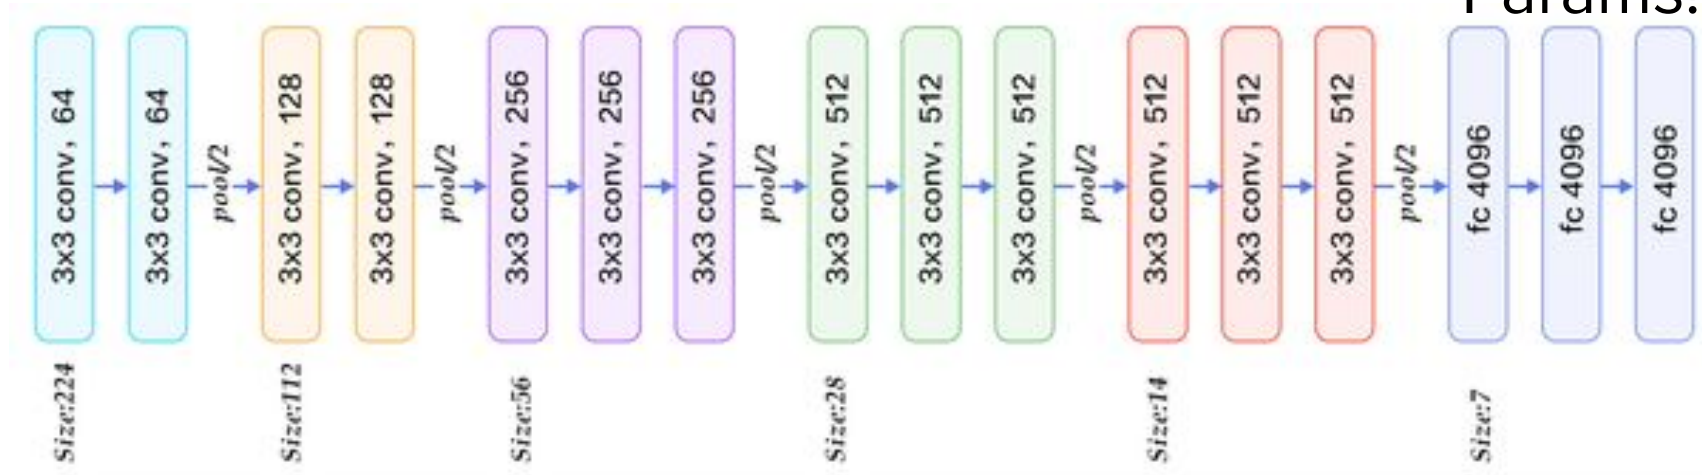 Params:
3x3 conv, 64
3x3 conv, 64
pool/2
3x3 conv, 128
3x3 conv, 128
pool/2
3x3 conv, 256
3x3 conv, 256
3x3 conv, 256
pool/2
3x3 conv, 512
3x3 conv, 512
3x3 conv, 512
pool/2
3x3 conv, 512
3x3 conv, 512
3x3 conv, 512
pool/2
fc 4096
fc 4096
fc 4096
Size:224
Size:112
Size:56
Size:28
Size:14
Size:7